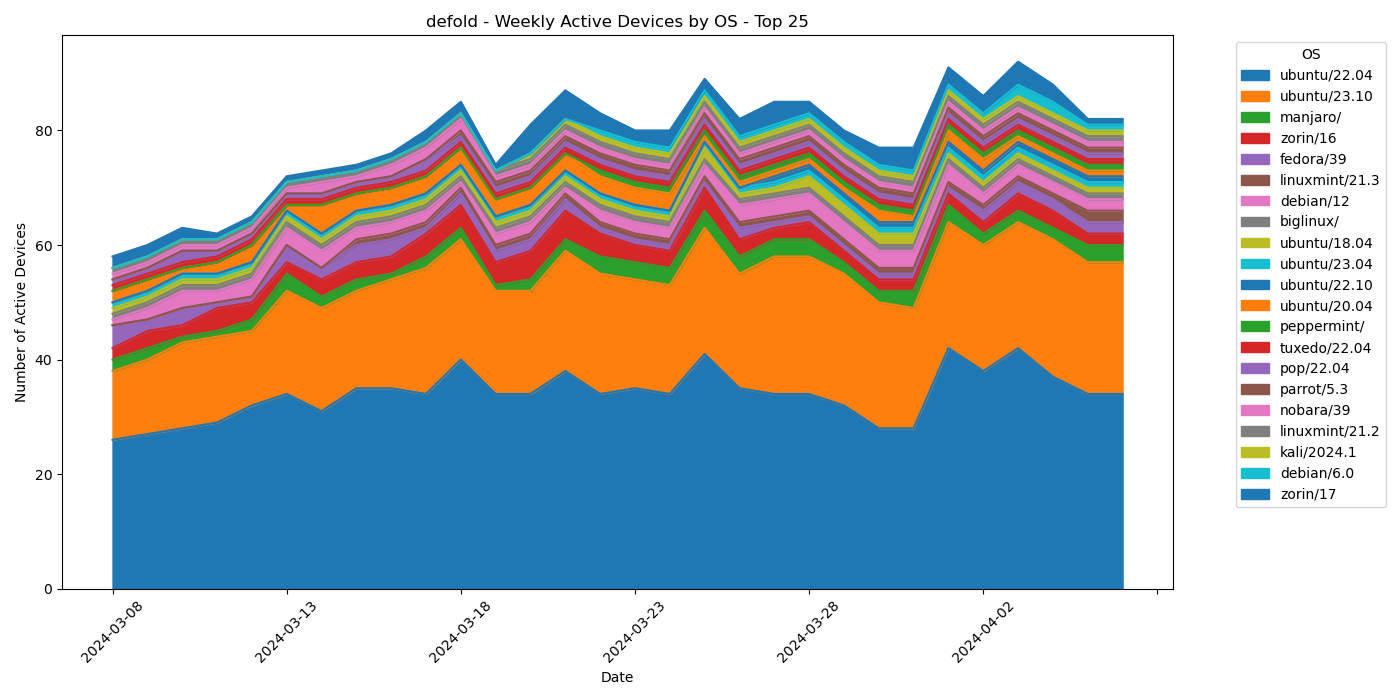 defold - Weekly Active Devices by OS - Top 25
Number of Active Devices
80
60
40
20
0
2024-03-08
2024-03-13
2024-03-18
2024-03-23
2024-03-28
2024-04-02
Date
OS
ubuntu/22.04
ubuntu/23.10
manjaro/
zorin/16
fedora/39
linuxmint/21.3
debian/12
biglinux/
ubuntu/18.04
ubuntu/23.04
ubuntu/22.10
ubuntu/20.04
peppermint/
tuxedo/22.04
pop/22.04
parrot/5.3
nobara/39
linuxmint/21.2
kali/2024.1
debian/6.0
zorin/17